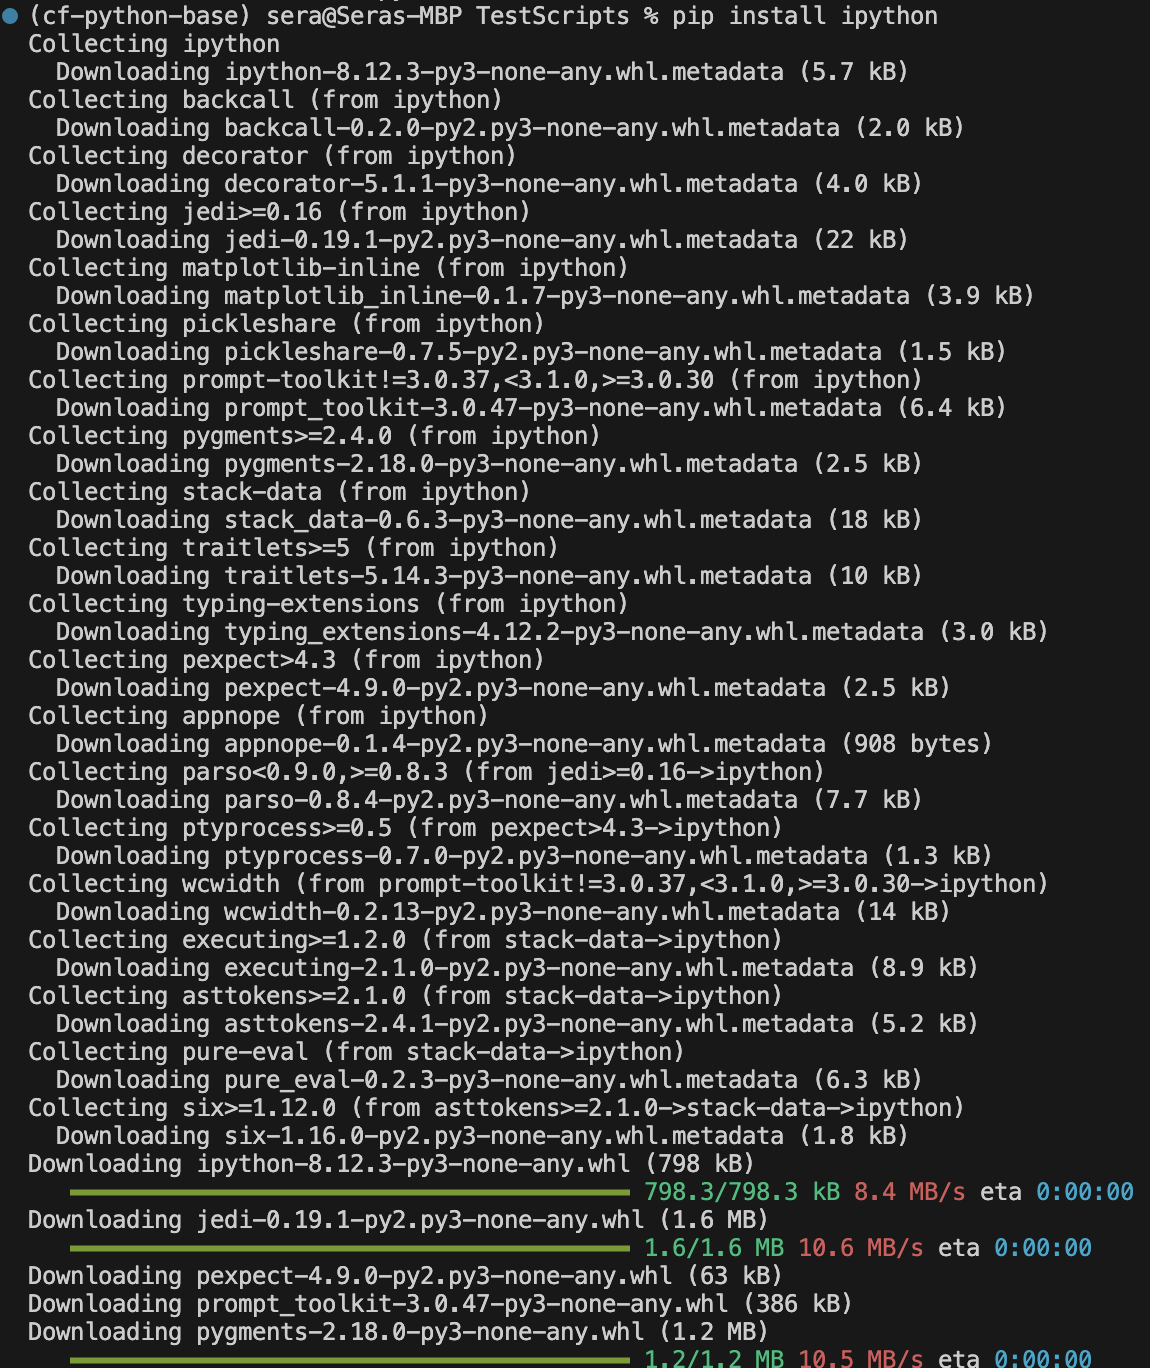 (cf-python-base) sera@Seras-MBP TestScripts % pip install ipython
Collecting ipython
  Downloading ipython-8.12.3-py3-none-any.whl.metadata (5.7 kB)
Collecting backcall (from ipython)
  Downloading backcall-0.2.0-py2.py3-none-any.whl.metadata (2.0 kB)
Collecting decorator (from ipython)
  Downloading decorator-5.1.1-py3-none-any.whl.metadata (4.0 kB)
Collecting jedi>=0.16 (from ipython)
  Downloading jedi-0.19.1-py2.py3-none-any.whl.metadata (22 kB)
Collecting matplotlib-inline (from ipython)
  Downloading matplotlib_inline-0.1.7-py3-none-any.whl.metadata (3.9 kB)
Collecting pickleshare (from ipython)
  Downloading pickleshare-0.7.5-py2.py3-none-any.whl.metadata (1.5 kB)
Collecting prompt-toolkit!=3.0.37,<3.1.0,>=3.0.30 (from ipython)
  Downloading prompt_toolkit-3.0.47-py3-none-any.whl.metadata (6.4 kB)
Collecting pygments>=2.4.0 (from ipython)
  Downloading pygments-2.18.0-py3-none-any.whl.metadata (2.5 kB)
Collecting stack-data (from ipython)
  Downloading stack_data-0.6.3-py3-none-any.whl.metadata (18 kB)
Collecting traitlets>=5 (from ipython)
  Downloading traitlets-5.14.3-py3-none-any.whl.metadata (10 kB)
Collecting typing-extensions (from ipython)
  Downloading typing_extensions-4.12.2-py3-none-any.whl.metadata (3.0 kB)
Collecting pexpect>4.3 (from ipython)
  Downloading pexpect-4.9.0-py2.py3-none-any.whl.metadata (2.5 kB)
Collecting appnope (from ipython)
  Downloading appnope-0.1.4-py2.py3-none-any.whl.metadata (908 bytes)
Collecting parso<0.9.0,>=0.8.3 (from jedi>=0.16->ipython)
  Downloading parso-0.8.4-py2.py3-none-any.whl.metadata (7.7 kB)
Collecting ptyprocess>=0.5 (from pexpect>4.3->ipython)
  Downloading ptyprocess-0.7.0-py2.py3-none-any.whl.metadata (1.3 kB)
Collecting wcwidth (from prompt-toolkit!=3.0.37,<3.1.0,>=3.0.30->ipython)
  Downloading wcwidth-0.2.13-py2.py3-none-any.whl.metadata (14 kB)
Collecting executing>=1.2.0 (from stack-data->ipython)
  Downloading executing-2.1.0-py2.py3-none-any.whl.metadata (8.9 kB)
Collecting asttokens>=2.1.0 (from stack-data->ipython)
  Downloading asttokens-2.4.1-py2.py3-none-any.whl.metadata (5.2 kB)
Collecting pure-eval (from stack-data->ipython)
  Downloading pure_eval-0.2.3-py3-none-any.whl.metadata (6.3 kB)
Collecting six>=1.12.0 (from asttokens>=2.1.0->stack-data->ipython)
  Downloading six-1.16.0-py2.py3-none-any.whl.metadata (1.8 kB)
Downloading ipython-8.12.3-py3-none-any.whl (798 kB)
798.3/798.3 kB 8.4 MB/s eta 0:00:00
Downloading jedi-0.19.1-py2.py3-none-any.whl (1.6 MB)
1.6/1.6 MB 10.6 MB/s eta 0:00:00
Downloading pexpect-4.9.0-py2.py3-none-any.whl (63 kB)
Downloading prompt_toolkit-3.0.47-py3-none-any.whl (386 kB)
Downloading pygments-2.18.0-py3-none-any.whl (1.2 MB)
1.2/1.2 MB 10.5 MB/s eta 0:00:00